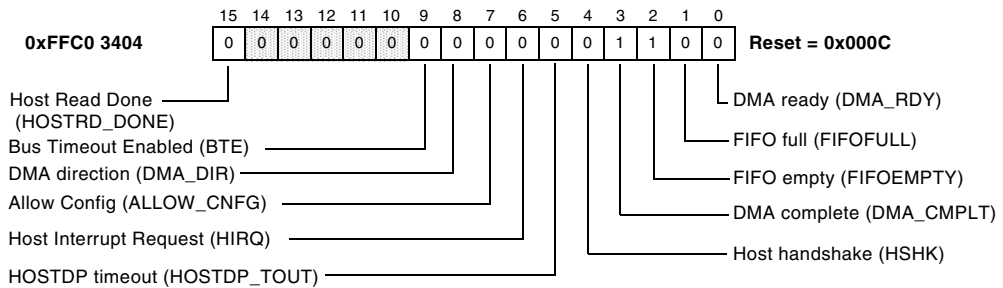 15 14 13 12 11 10 9 8 7 6 5 4 3 2 1 0
0xFFC0 3404 0 0 0 0 0 0 0 0 0 0 0 0 1 1 0 0 Reset = 0x000C
Host Read Done
(HOSTRD_DONE)
Bus Timeout Enabled (BTE)
DMA direction (DMA_DIR)
Allow Config (ALLOW_CNFG)
Host Interrupt Request (HIRQ)
HOSTDP timeout (HOSTDP_TOUT)
DMA ready (DMA_RDY)
FIFO full (FIFOFULL)
FIFO empty (FIFOEMPTY)
DMA complete (DMA_CMPLT)
Host handshake (HSHK)